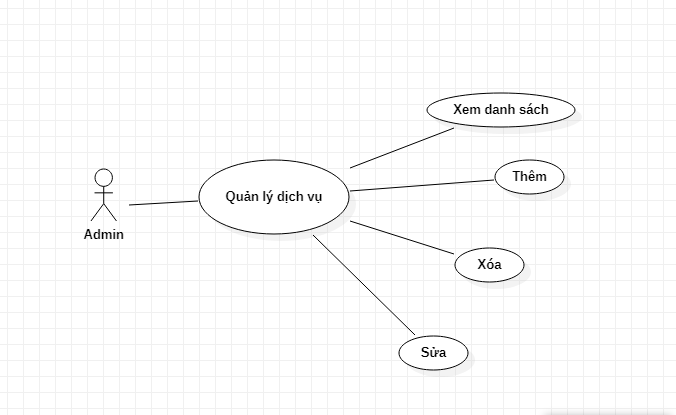 Xem danh sách
Thêm
Quản lý dịch vụ
Admin
Xóa
Sửa